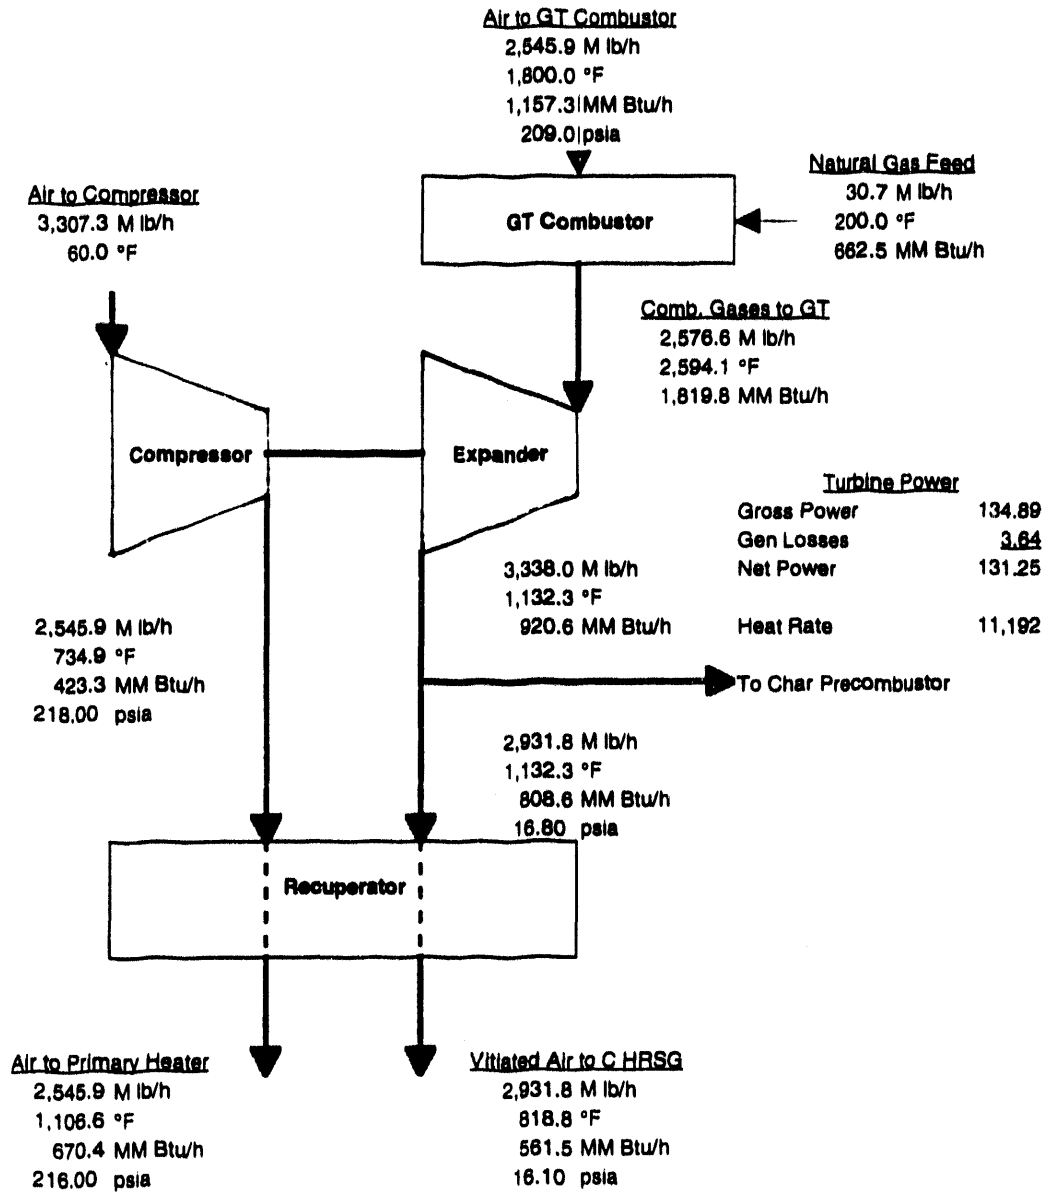 Air to GT Combustor
2,545.9 M lb/h
1,800.0 °F
1,157.3 MM Btu/h
209.0 psia
Natural Gas Feed
30.7 M lb/h
200.0 °F
662.5 MM Btu/h
GT Combustor
Air to Compressor
3,307.3 M lb/h
60.0 °F
Comb. Gases to GT
2,576.6 M lb/h
2,594.1 °F
1,819.8 MM Btu/h
Compressor
Expander
Turbine Power
Gross Power 134.89
Gen Losses 3.64
Net Power 131.25
Heat Rate 11,192
3,338.0 M lb/h
1,132.3 °F
920.6 MM Btu/h
2,545.9 M lb/h
734.9 °F
423.3 MM Btu/h
218.00 psia
To Char Precombustor
2,931.8 M lb/h
1,132.3 °F
808.6 MM Btu/h
16.80 psia
Recuperator
Air to Primary Heater
2,545.9 M lb/h
1,106.6 °F
670.4 MM Btu/h
216.00 psia
Vitiated Air to C HRSG
2,931.8 M lb/h
818.8 °F
561.5 MM Btu/h
16.10 psia